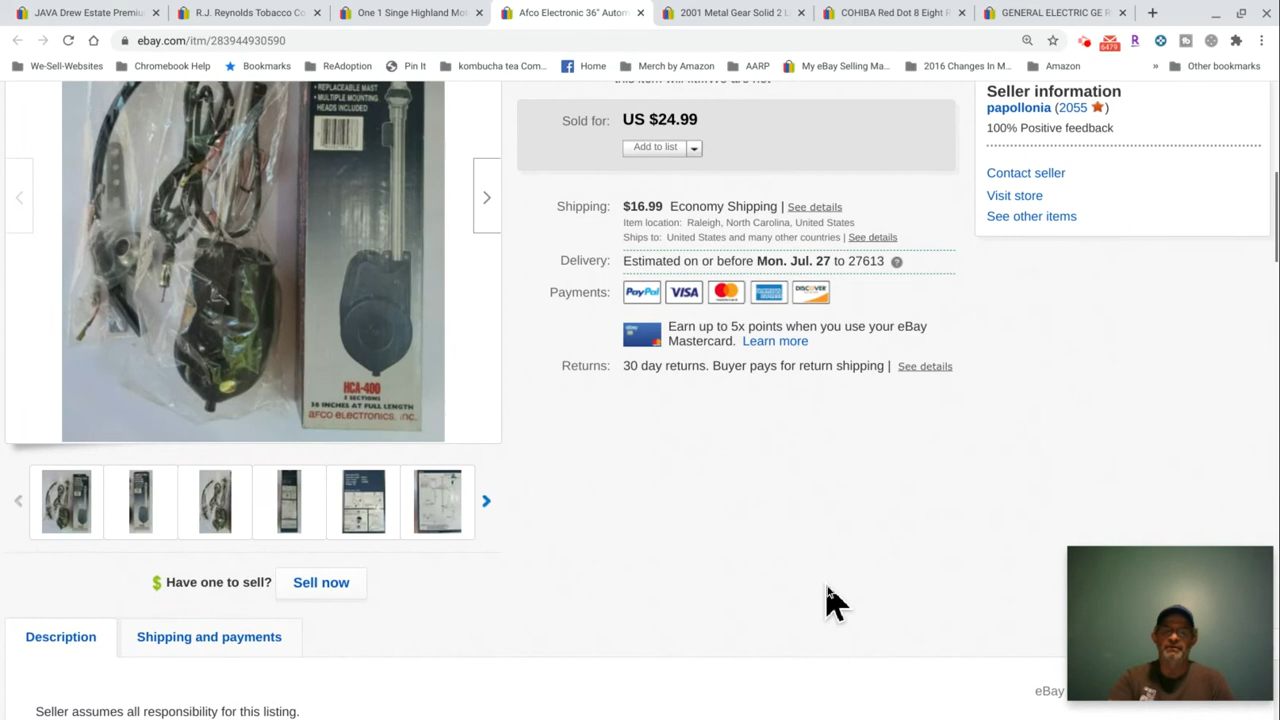 JAVA Drew Estate Premiu
R.J. Reynolds Tobacco Co
One 1 Singe Highland Mot
Afco Electronic 36" Autom
2001 Metal Gear Solid 2 L
COHIBA Red Dot 8 Eight R
GENERAL ELECTRIC GE R
ebay.com/itm/283944930590
6479
R
We-Sell-Websites
Chromebook Help
Bookmarks
ReAdoption
Pin It
kombucha tea Com...
Home
Merch by Amazon
AARP
My eBay Selling Ma...
2016 Changes In M...
Amazon
»
Other bookmarks
• REPLACEABLE MAST
• MULTIPLE MOUNTING
HEADS INCLUDED
HCA-400
3 SECTIONS
36 INCHES AT FULL LENGTH
AFCO ELECTRONICS, INC.
Sold for:
US $24.99
Add to list
Shipping:
$16.99 Economy Shipping | See details
Item location: Raleigh, North Carolina, United States
Ships to: United States and many other countries | See details
Delivery:
Estimated on or before Mon. Jul. 27 to 27613
Payments:
PayPal
VISA
DISCOVER
ebay
Earn up to 5x points when you use your eBay
Mastercard. Learn more
Returns:
30 day returns. Buyer pays for return shipping | See details
Seller information
papollonia (2055)
100% Positive feedback
Contact seller
Visit store
See other items
$ Have one to sell?
Sell now
Description
Shipping and payments
eBay
Seller assumes all responsibility for this listing.